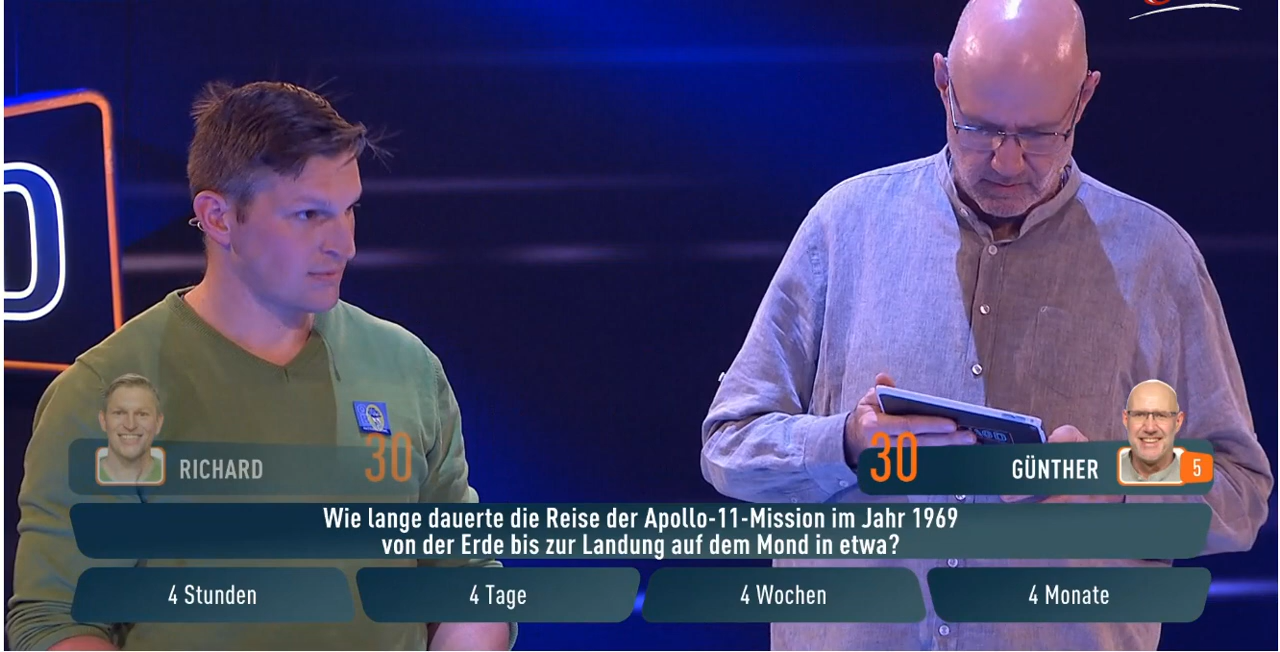 RICHARD 30
30 GÜNTHER 5
Wie lange dauerte die Reise der Apollo-11-Mission im Jahr 1969
von der Erde bis zur Landung auf dem Mond in etwa?
4 Stunden
4 Tage
4 Wochen
4 Monate